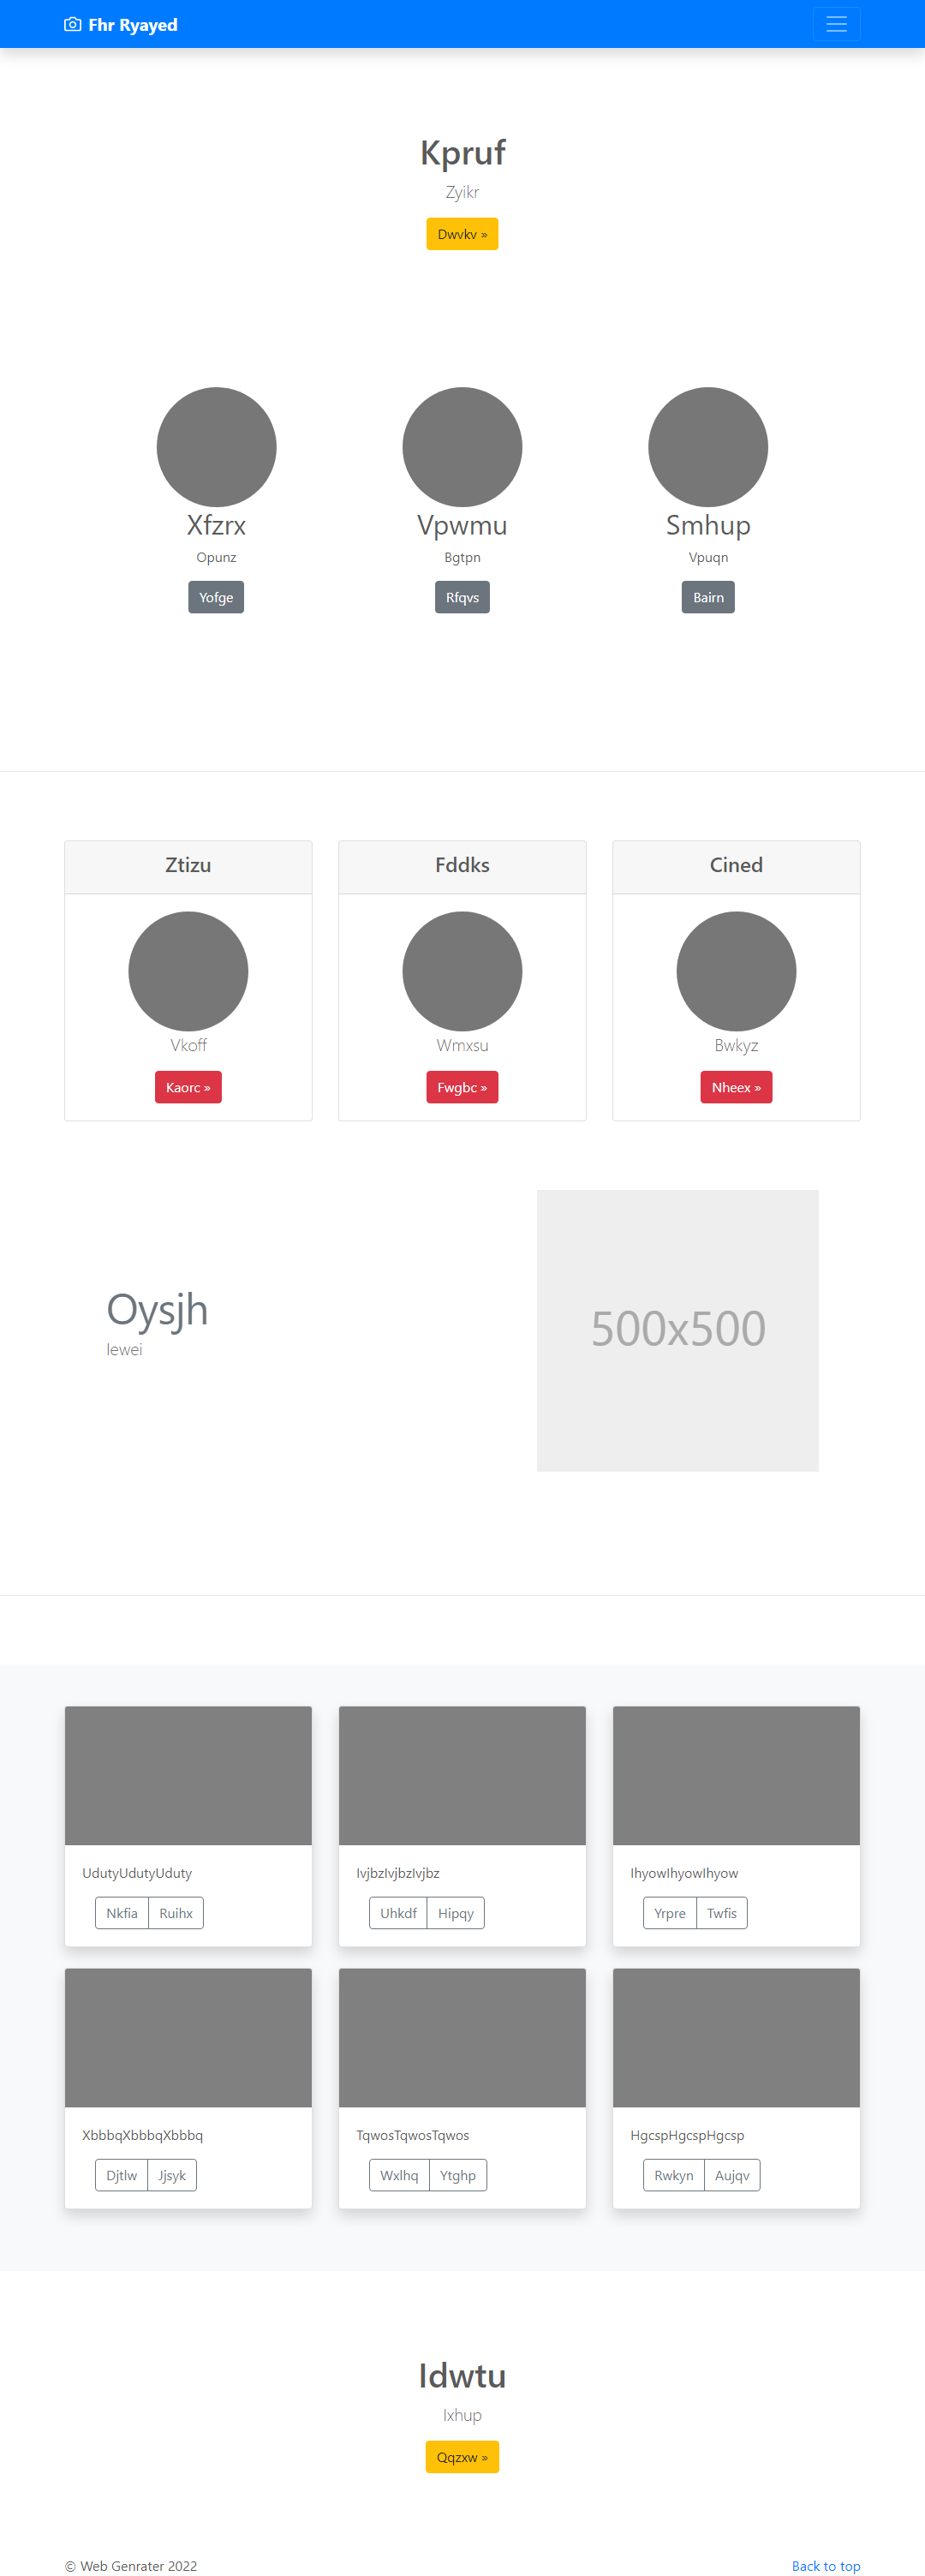 Fhr Ryayed
Kpruf
Zyikr
Dwvkv »
Xfzrx
Vpwmu
Smhup
Opunz
Bgtpn
Vpuqn
Yofge
Rfqvs
Bairn
Ztizu
Fddks
Cined
Vkoff
Wmxsu
Bwkyz
Kaorc »
Fwgbc »
Nheex »
Oysjh
Iewei
500x500
UdutyUdutyUduty
IvjbzIvjbzIvjbz
IhyowIhyowIhyow
Nkfia Ruihx
Uhkdf Hipqy
Yrpre Twfis
XbbbqXbbbqXbbbq
TqwosTqwosTqwos
HgcspHgcspHgcsp
Djtlw Jjsyk
Wxlhq Ytghp
Rwkyn Aujqv
Idwtu
Ixhup
Qqzxw »
© Web Genrater 2022
Back to top